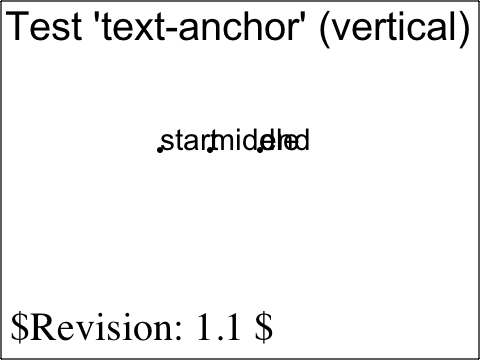 Test 'text-anchor' (vertical)
start middle end
$Revision: 1.1 $